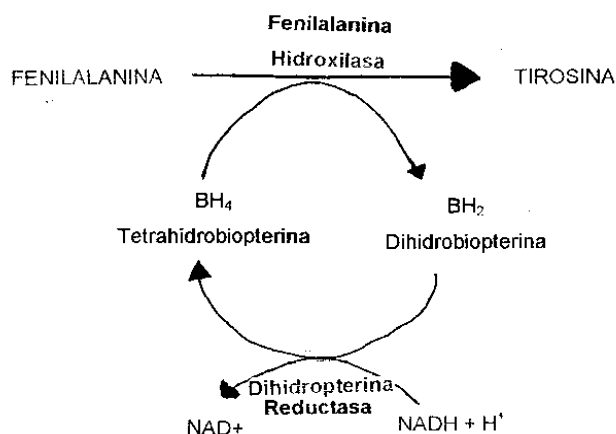 Fenilalanina
Hidroxilasa
FENILALANINA
TIROSINA
BH₄
Tetrahidrobiopterina
BH₂
Dihidrobiopterina
Dihidropterina
Reductasa
NAD+
NADH + H⁺